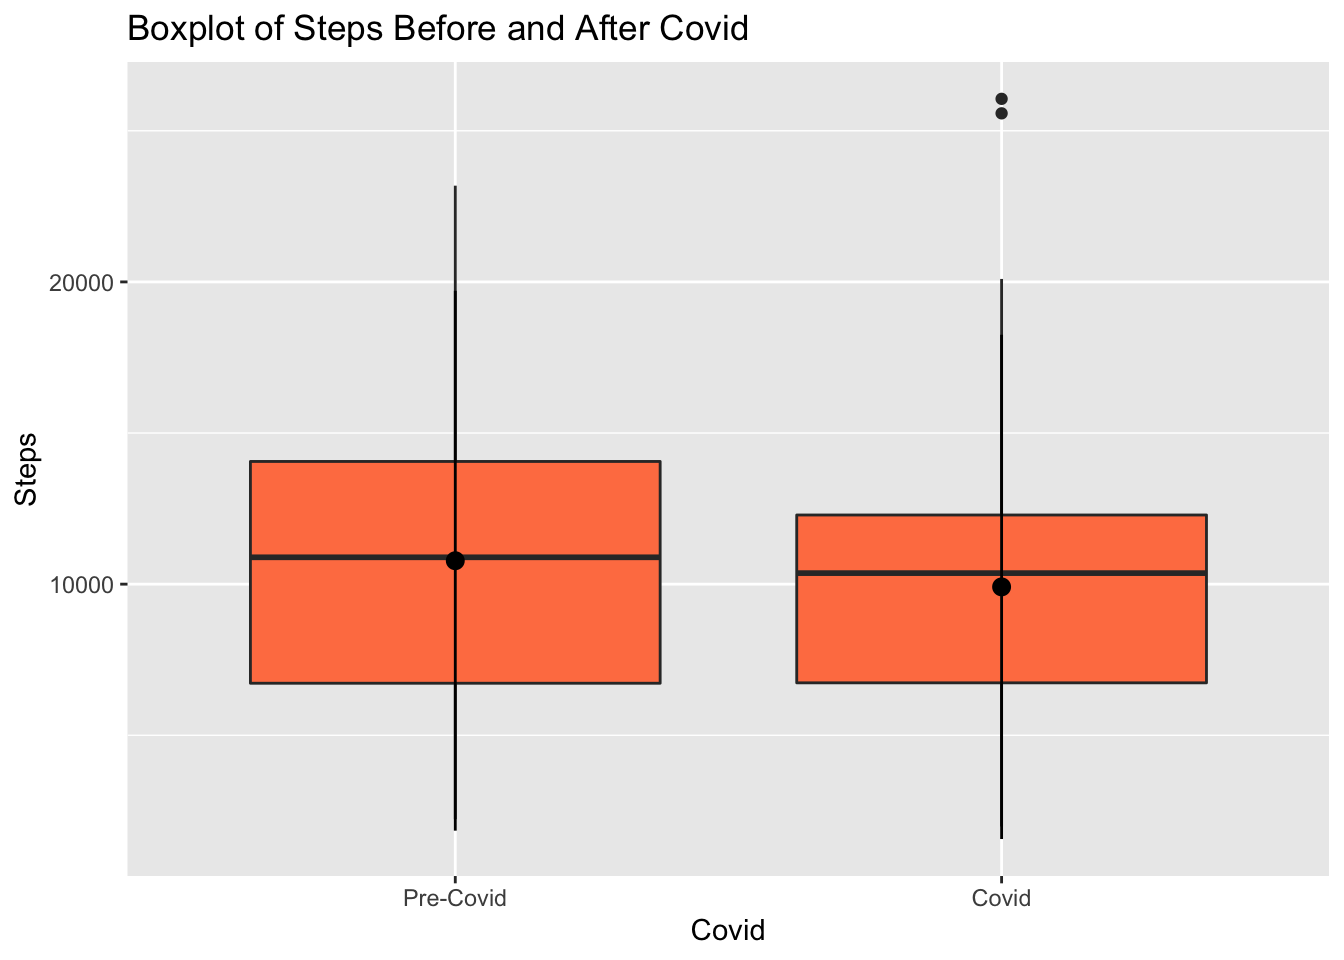 Boxplot of Steps Before and After Covid
Steps
20000
10000
Pre-Covid
Covid
Covid